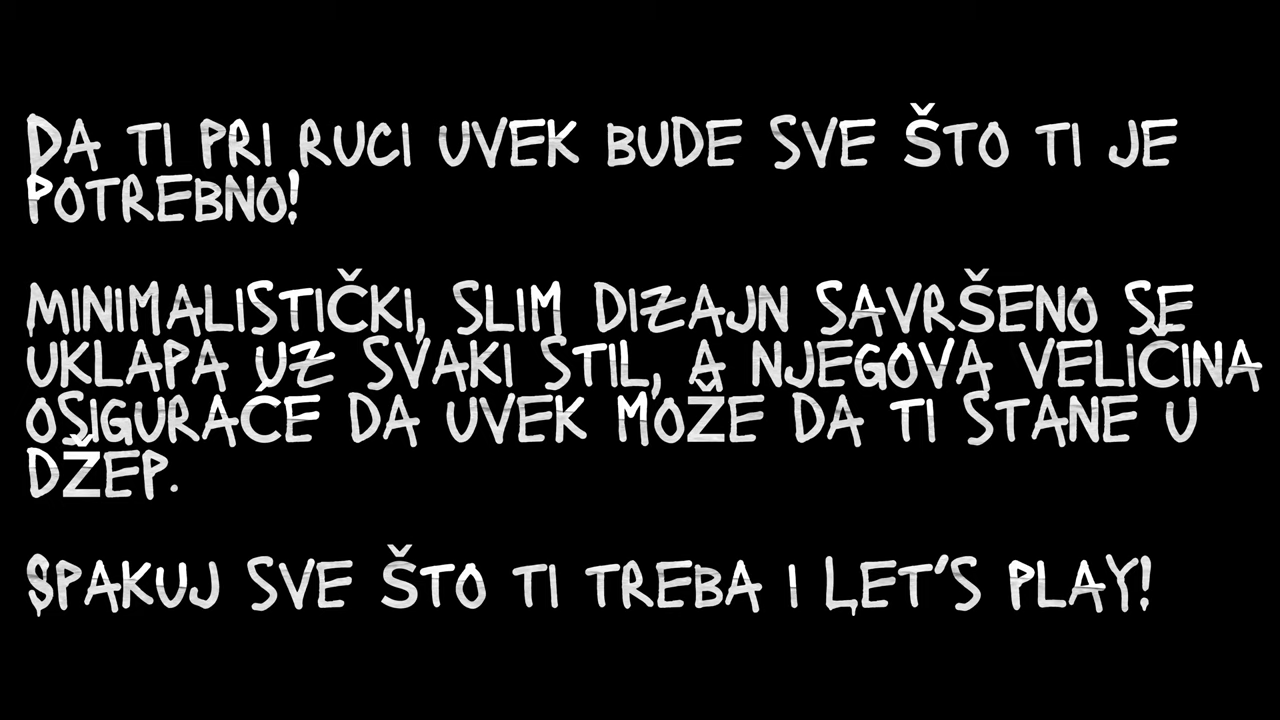 DA TI PRI RUCI UVEK BUDE SVE ŠTO TI JE
POTREBNO!
MINIMALISTIČKI, SLIM DIZAJN SAVRŠENO SE
UKLAPA UZ SVAKI STIL, A NJEGOVA VELIČINA
OSIGURAĆE DA UVEK MOŽE DA TI STANE U
DŽEP.
SPAKUJ SVE ŠTO TI TREBA I LET'S PLAY!